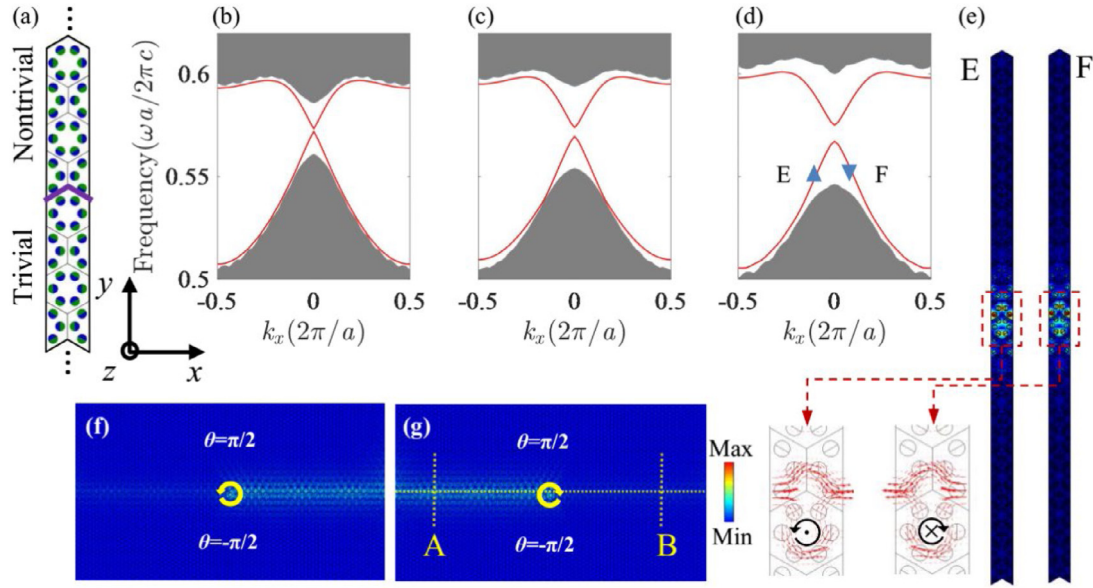 (a)
Nontrivial
Trivial
y
z
x
Frequency(ωa/2πc)
(b)
0.6
0.55
0.5
-0.5
0
0.5
k_x(2π/a)
(c)
-0.5
0
0.5
k_x(2π/a)
(d)
E
F
-0.5
0
0.5
k_x(2π/a)
(e)
E
F
(f)
θ=π/2
θ=-π/2
(g)
θ=π/2
θ=-π/2
A
B
Max
Min